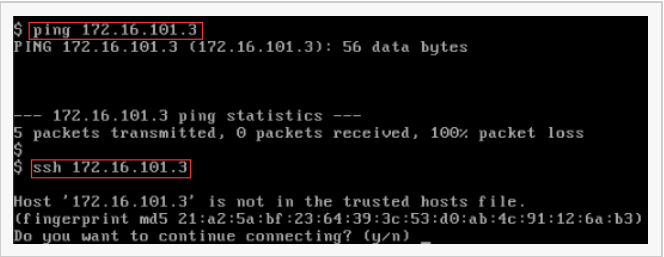 $ ping 172.16.101.3
PING 172.16.101.3 (172.16.101.3): 56 data bytes
--- 172.16.101.3 ping statistics ---
5 packets transmitted, 0 packets received, 100% packet loss
$
$ ssh 172.16.101.3
Host '172.16.101.3' is not in the trusted hosts file.
(fingerprint md5 21:a2:5a:bf:23:64:39:3c:53:d0:ab:4c:91:12:6a:b3)
Do you want to continue connecting? (y/n) _